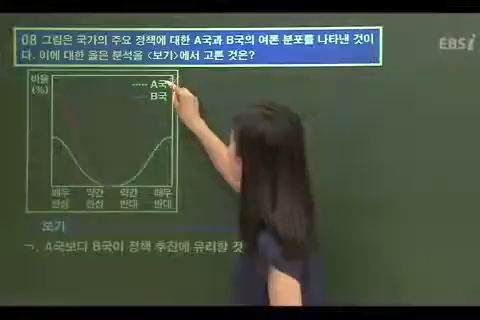 08 그림은 국가의 주요 정책에 대한 A국과 B국의 여론 분포를 나타낸 것이
다. 이에 대한 옳은 분석을 <보기>에서 고른 것은?
EBSi
비율
(%)
A국
B국
매우 약간 약간 매우
찬성 찬성 반대 반대
보기
ㄱ. A국보다 B국이 정책 추진에 유리할 것